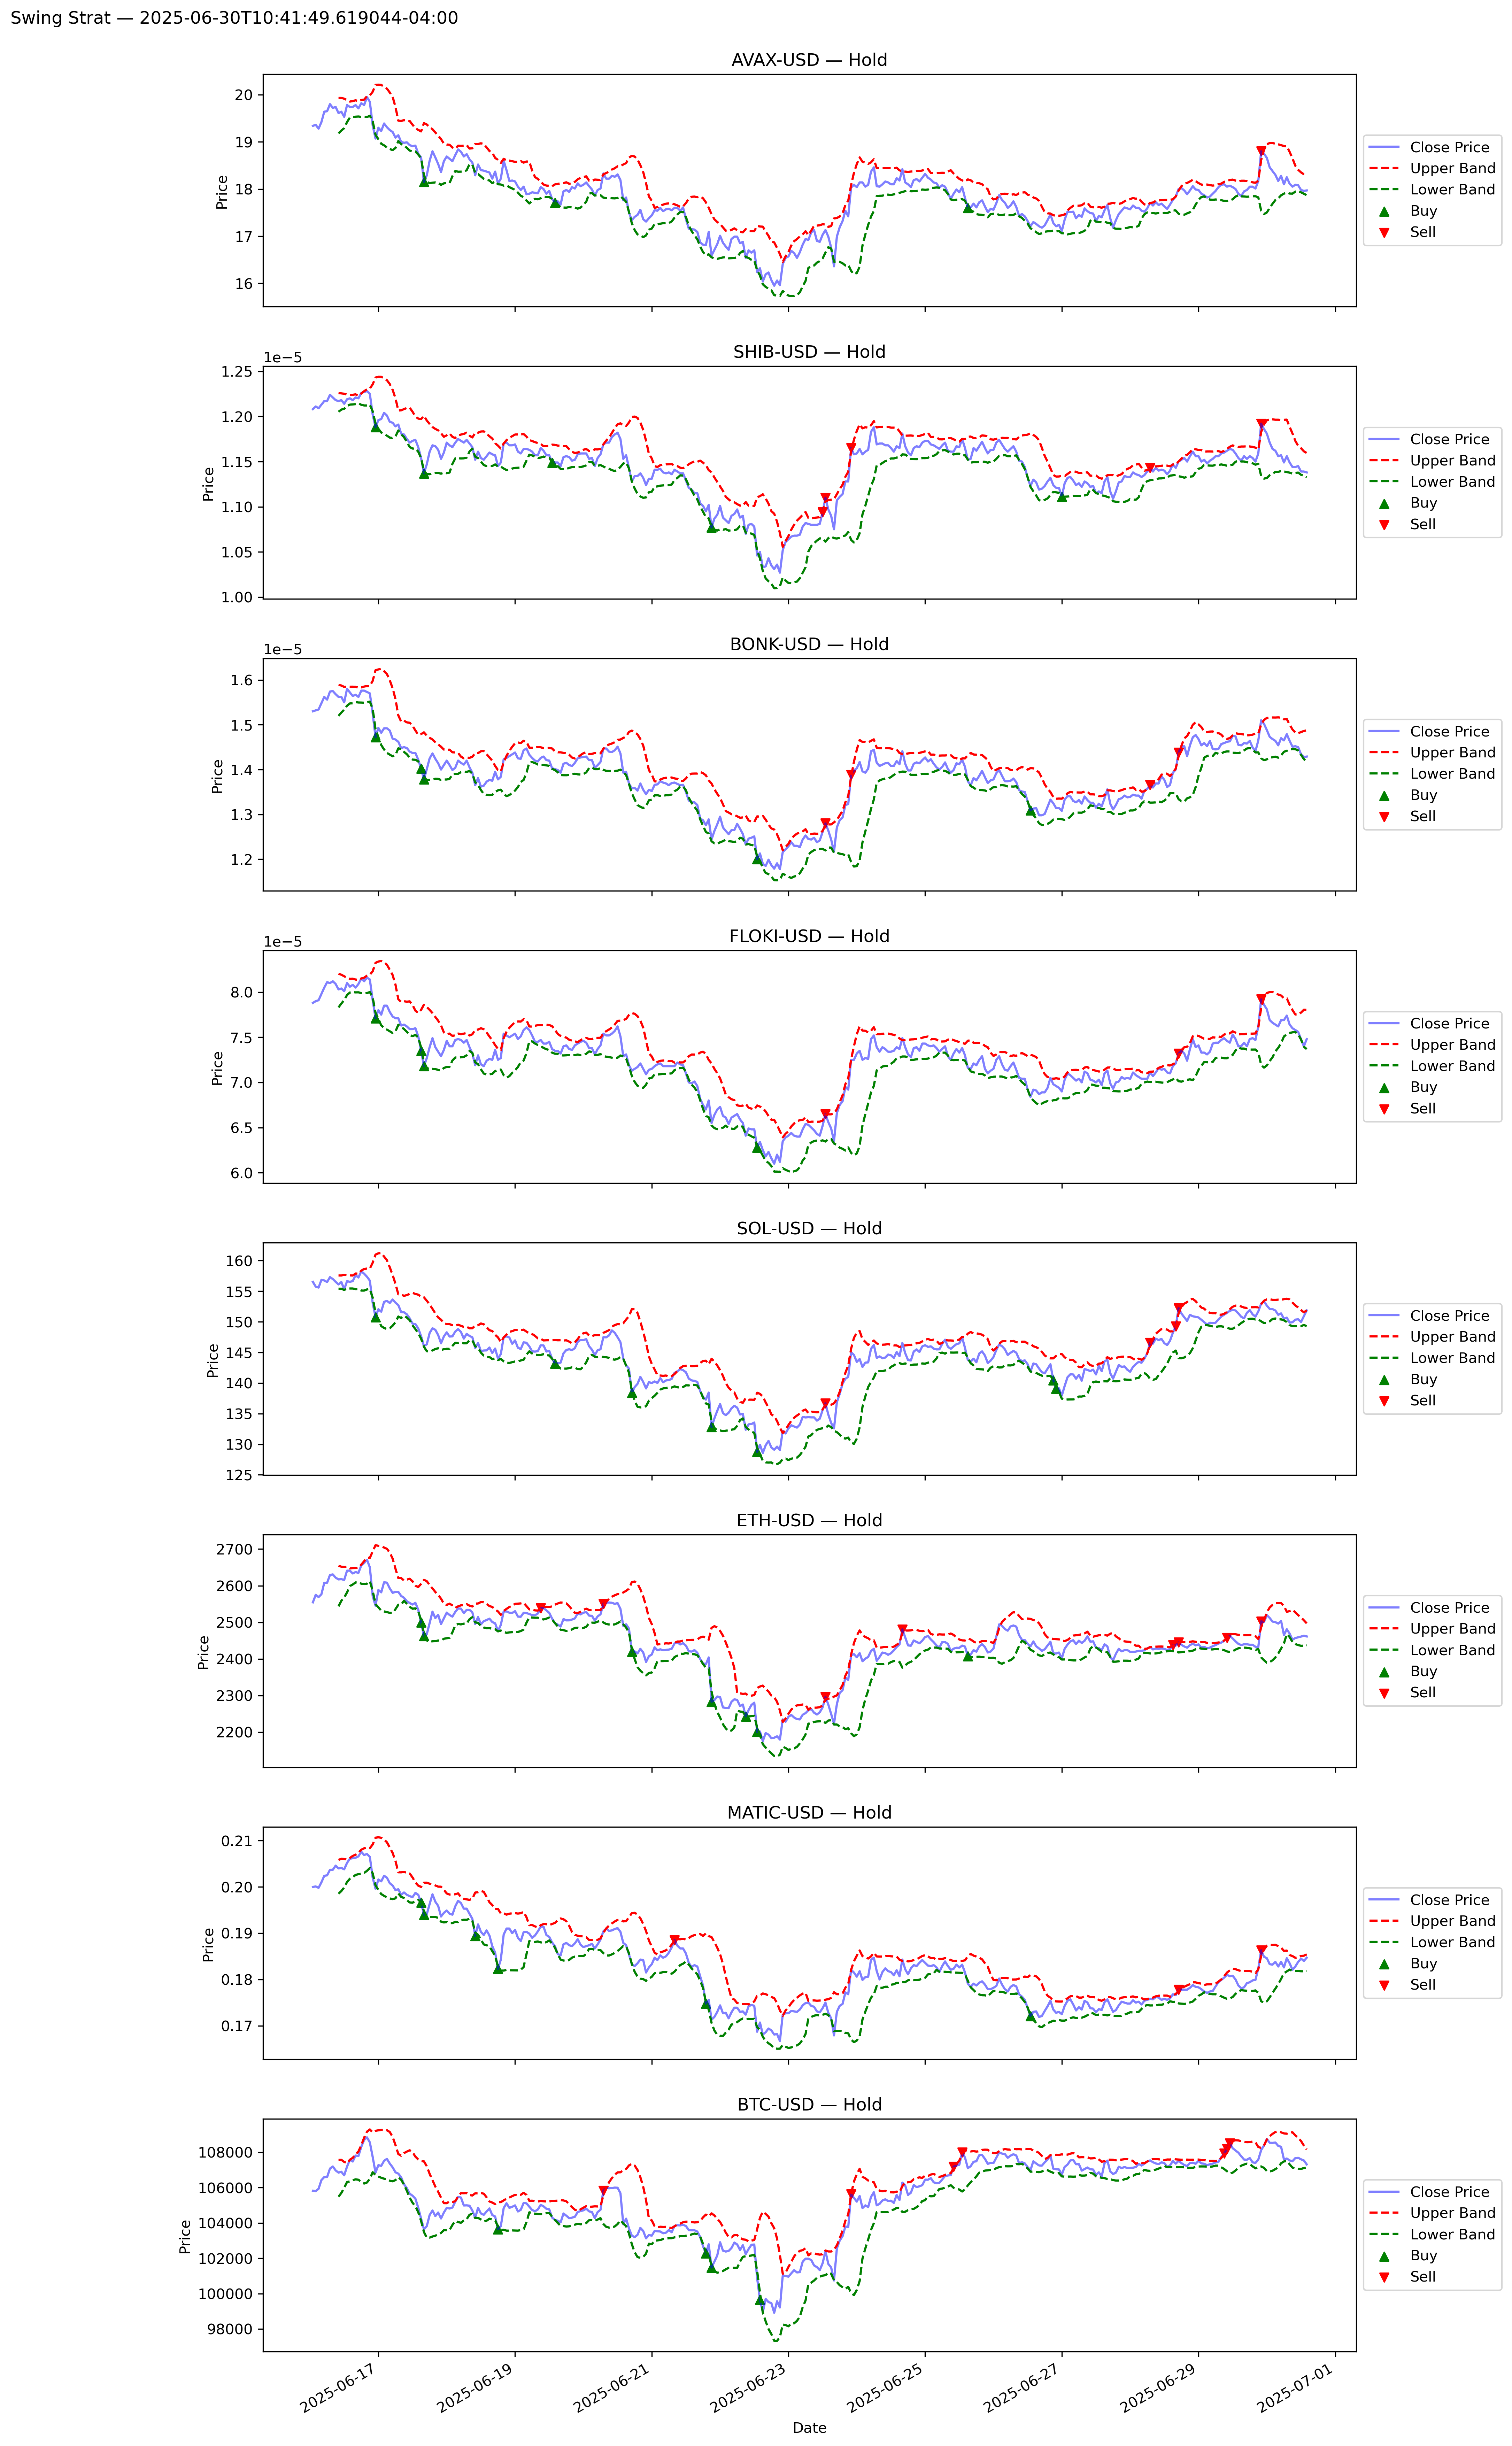 Swing Strat — 2025-06-30T10:41:49.619044-04:00
AVAX-USD — Hold
20
19
18
17
16
Price
Close Price
Upper Band
Lower Band
Buy
Sell
SHIB-USD — Hold
1e−5
1.25
1.20
1.15
1.10
1.05
1.00
Price
Close Price
Upper Band
Lower Band
Buy
Sell
BONK-USD — Hold
1e−5
1.6
1.5
1.4
1.3
1.2
Price
Close Price
Upper Band
Lower Band
Buy
Sell
FLOKI-USD — Hold
1e−5
8.0
7.5
7.0
6.5
6.0
Price
Close Price
Upper Band
Lower Band
Buy
Sell
SOL-USD — Hold
160
155
150
145
140
135
130
125
Price
Close Price
Upper Band
Lower Band
Buy
Sell
ETH-USD — Hold
2700
2600
2500
2400
2300
2200
Price
Close Price
Upper Band
Lower Band
Buy
Sell
MATIC-USD — Hold
0.21
0.20
0.19
0.18
0.17
Price
Close Price
Upper Band
Lower Band
Buy
Sell
BTC-USD — Hold
108000
106000
104000
102000
100000
98000
Price
Close Price
Upper Band
Lower Band
Buy
Sell
2025-06-17
2025-06-19
2025-06-21
2025-06-23
2025-06-25
2025-06-27
2025-06-29
2025-07-01
Date